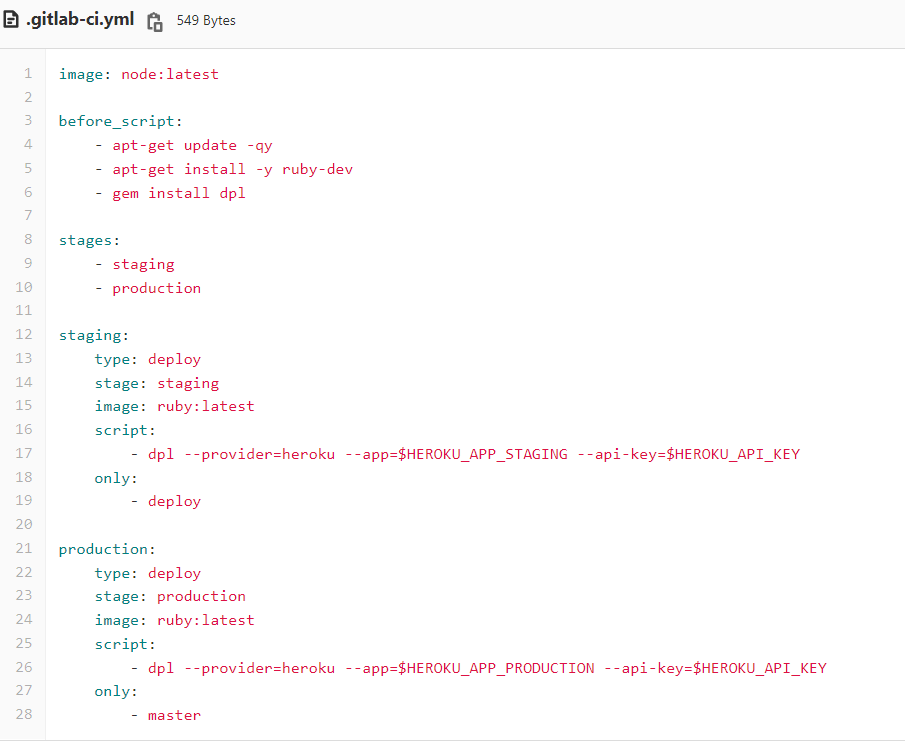 .gitlab-ci.yml 549 Bytes
1 image: node:latest
2
3 before_script:
4     - apt-get update -qy
5     - apt-get install -y ruby-dev
6     - gem install dpl
7
8 stages:
9     - staging
10     - production
11
12 staging:
13     type: deploy
14     stage: staging
15     image: ruby:latest
16     script:
17         - dpl --provider=heroku --app=$HEROKU_APP_STAGING --api-key=$HEROKU_API_KEY
18     only:
19         - deploy
20
21 production:
22     type: deploy
23     stage: production
24     image: ruby:latest
25     script:
26         - dpl --provider=heroku --app=$HEROKU_APP_PRODUCTION --api-key=$HEROKU_API_KEY
27     only:
28         - master